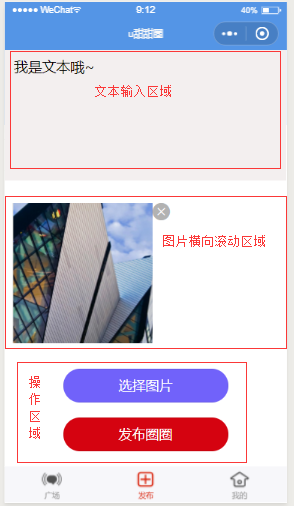 WeChat
9:12
40%
我是文本哦~
文本输入区域
图片横向滚动区域
操作区域
选择图片
发布圈圈
广场
发布
我的